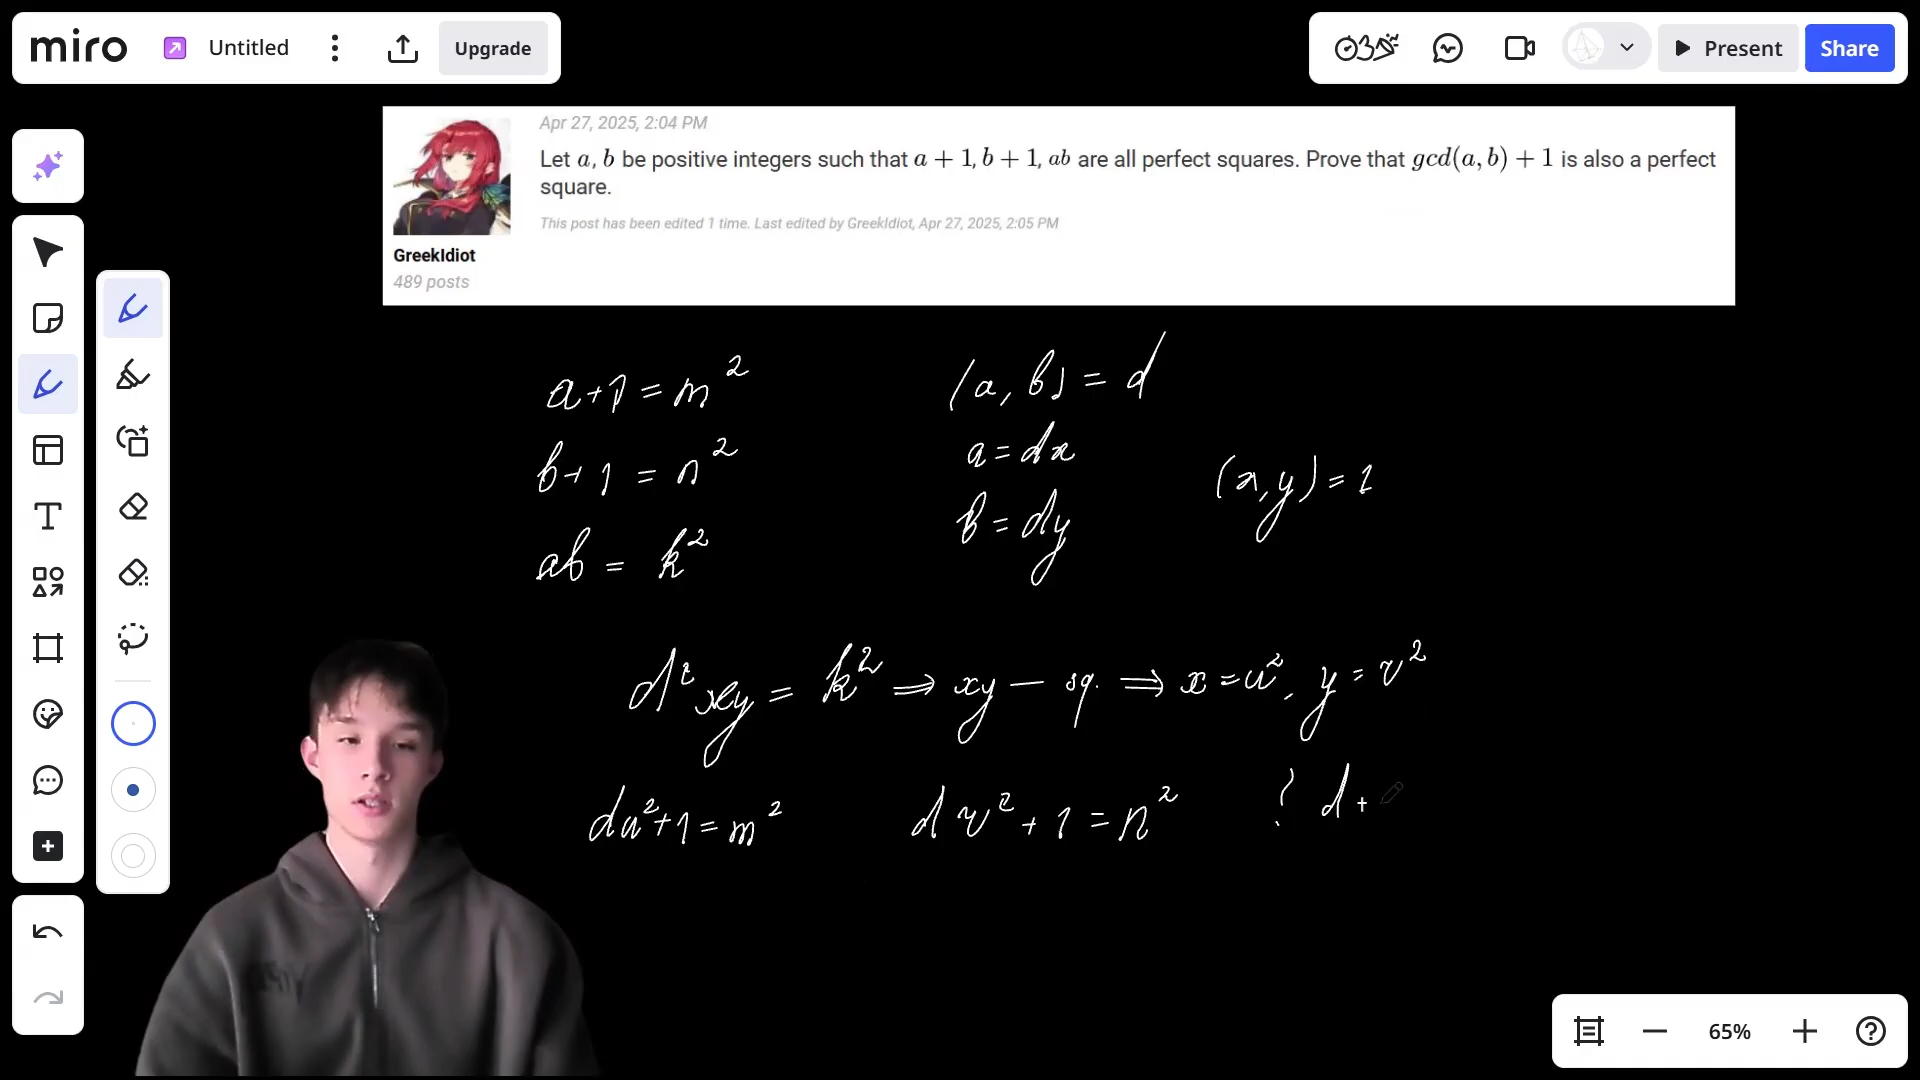 miro Untitled Upgrade Present Share
Apr 27, 2025, 2:04 PM
Let a, b be positive integers such that a + 1, b + 1, ab are all perfect squares. Prove that gcd(a, b) + 1 is also a perfect
square.
This post has been edited 1 time. Last edited by GreekIdiot, Apr 27, 2025, 2:05 PM
GreekIdiot
489 posts
a+1=m²
b+1=n²
ab=k²
(a,b)=d
a=dx
b=dy
(x,y)=1
d²xy=k² ⇒ xy – sq. ⇒ x=u², y=v²
du²+1=m² dv²+1=n² ? d+
65%